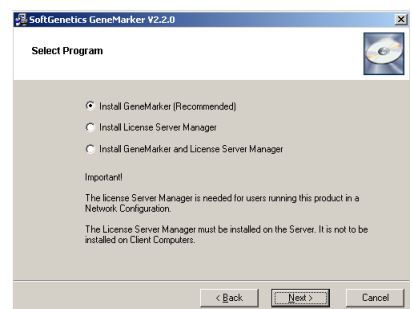 SoftGenetics GeneMarker V2.2.0
Select Program
Install GeneMarker (Recommended)
Install License Server Manager
Install GeneMarker and License Server Manager
Important!
The license Server Manager is needed for users running this product in a
Network Configuration.
The License Server Manager must be installed on the Server. It is not to be
installed on Client Computers.
< Back
Next >
Cancel